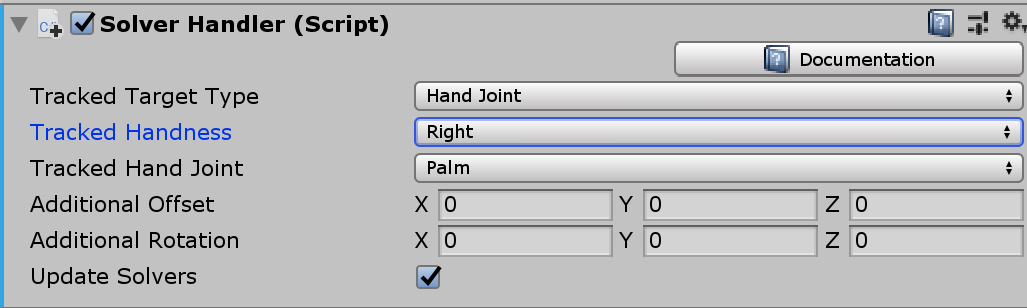 Solver Handler (Script)
Documentation
Tracked Target Type Hand Joint
Tracked Handness Right
Tracked Hand Joint Palm
Additional Offset X 0 Y 0 Z 0
Additional Rotation X 0 Y 0 Z 0
Update Solvers